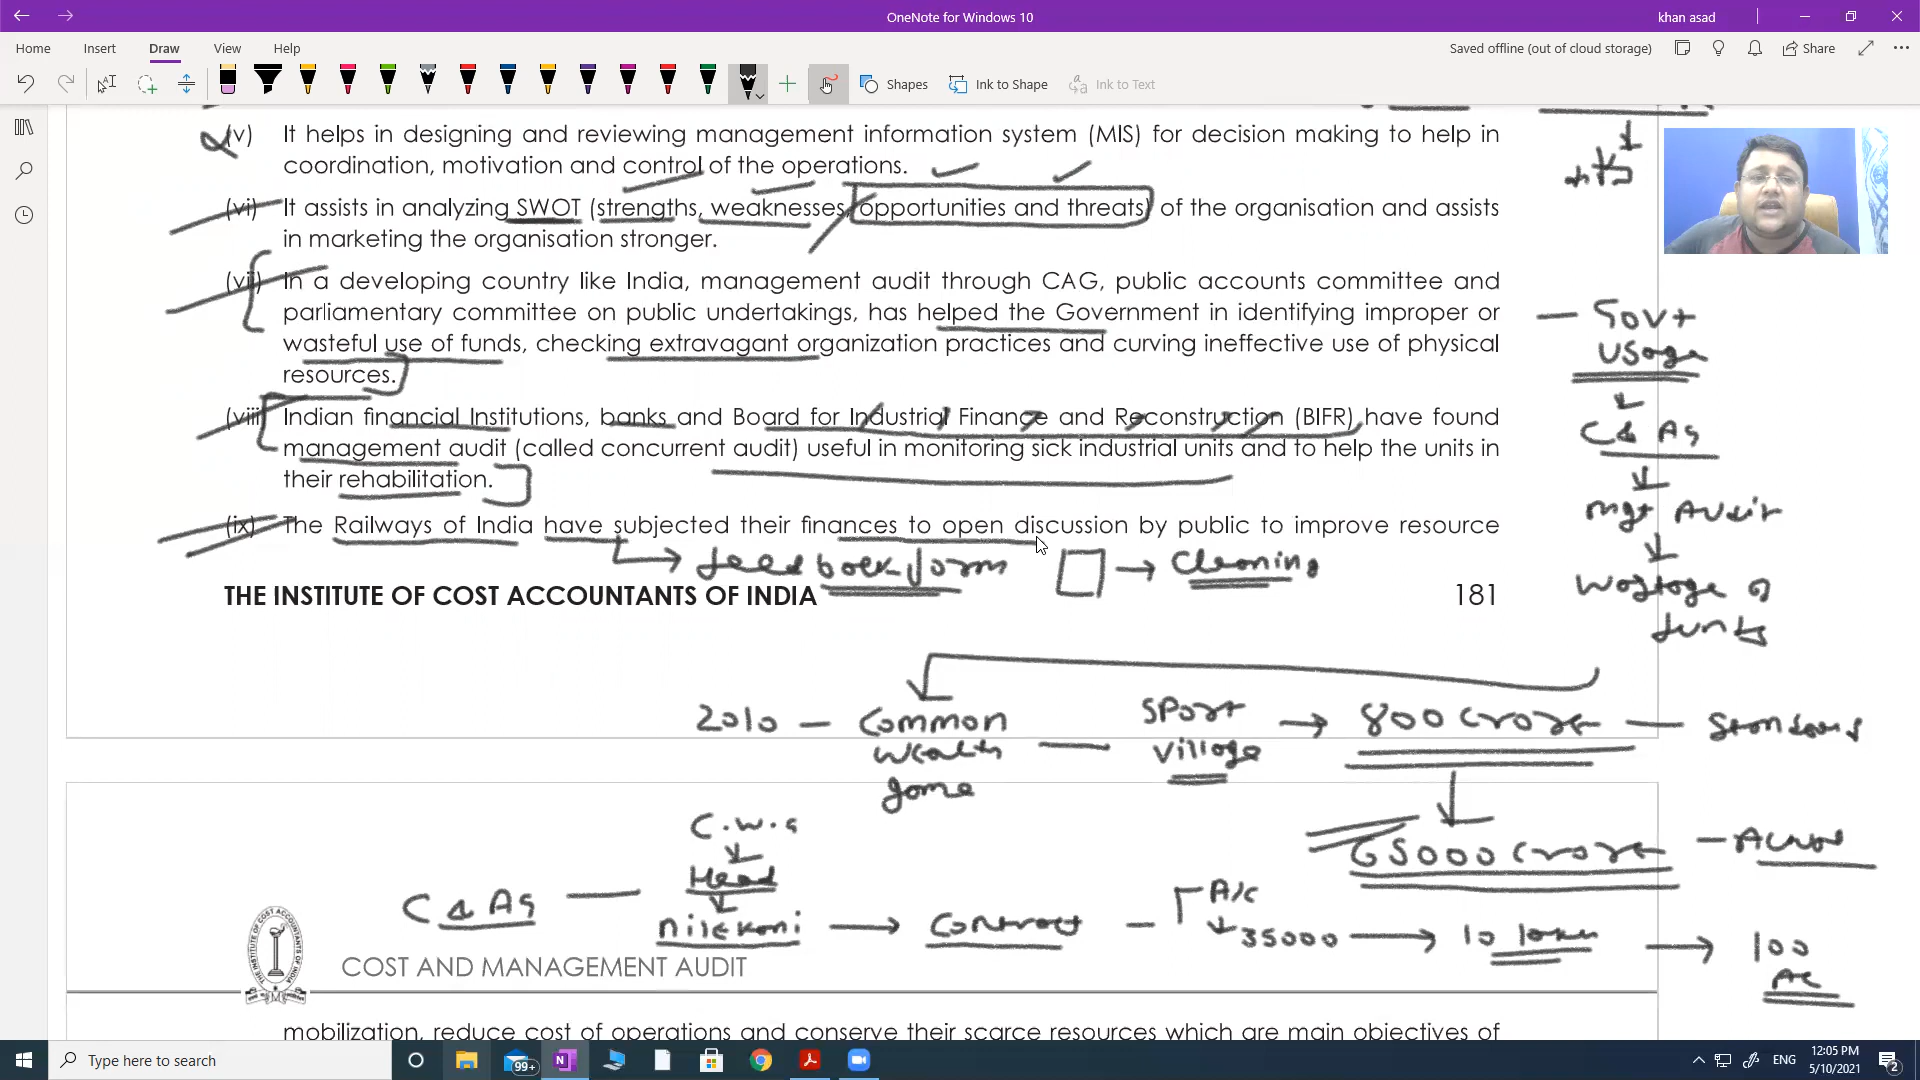 OneNote for Windows 10
khan asad
Home Insert Draw View Help
Saved offline (out of cloud storage)
Share
Shapes
Ink to Shape
Ink to Text
(v) It helps in designing and reviewing management information system (MIS) for decision making to help in
coordination, motivation and control of the operations.
(vi) It assists in analyzing SWOT (strengths, weaknesses, opportunities and threats) of the organisation and assists
in marketing the organisation stronger.
(vii) In a developing country like India, management audit through CAG, public accounts committee and
parliamentary committee on public undertakings, has helped the Government in identifying improper or
wasteful use of funds, checking extravagant organization practices and curving ineffective use of physical
resources.
(viii) Indian financial Institutions, banks and Board for Industrial Finance and Reconstruction (BIFR) have found
management audit (called concurrent audit) useful in monitoring sick industrial units and to help the units in
their rehabilitation.
(ix) The Railways of India have subjected their finances to open discussion by public to improve resource
feed back form → cleaning
THE INSTITUTE OF COST ACCOUNTANTS OF INDIA 181
— Govt
usage
C & AG
Mgt Audit
Wastage of
funds
2010 — Common
wealth
game
— Sport
village
→ 800 crore —
65000 crore —
C.W.G
Head
C & AG — Nilekani → Contract — A/c
35000 → 10 → 100
AC
COST AND MANAGEMENT AUDIT
mobilization, reduce cost of operations and conserve their scarce resources which are main objectives of
Type here to search
99+
ENG
12:05 PM
5/10/2021
2